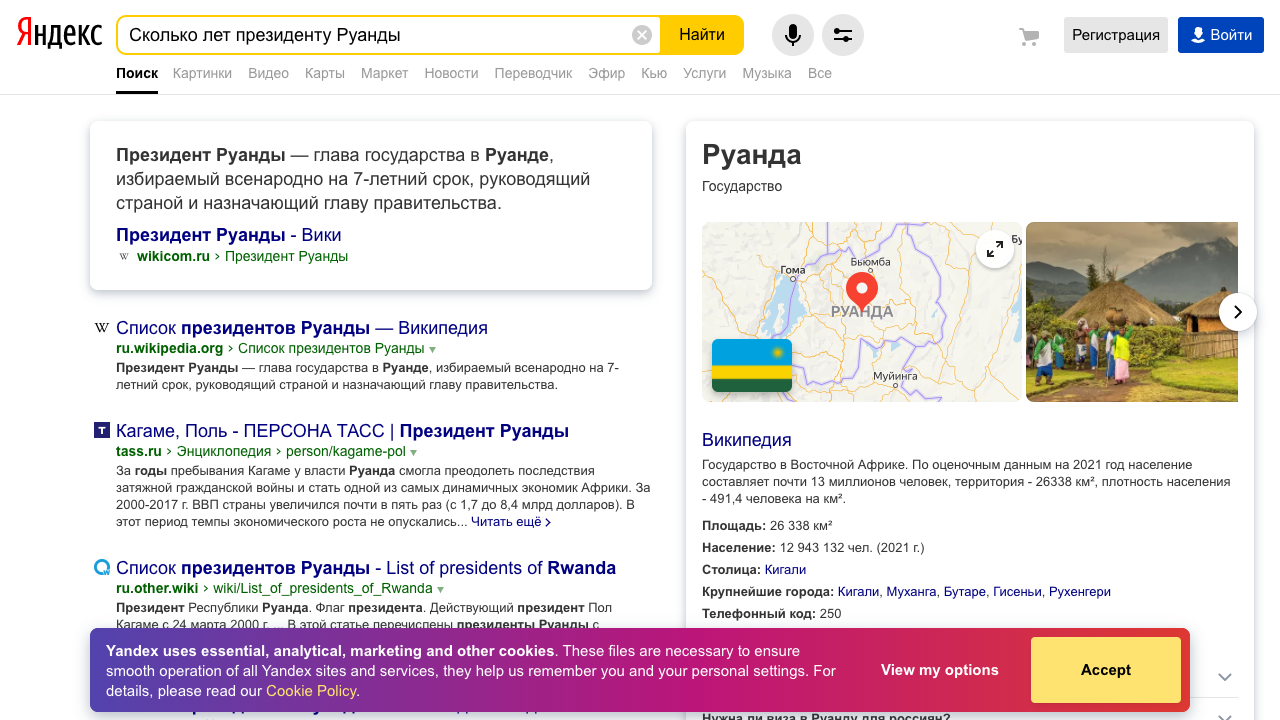 Яндекс
Сколько лет президенту Руанды
Найти
Регистрация
Войти
Поиск Картинки Видео Карты Маркет Новости Переводчик Эфир Кью Услуги Музыка Все
Президент Руанды — глава государства в Руанде,
избираемый всенародно на 7-летний срок, руководящий
страной и назначающий главу правительства.
Президент Руанды - Вики
W wikicom.ru › Президент Руанды
W Список президентов Руанды — Википедия
ru.wikipedia.org › Список президентов Руанды
Президент Руанды — глава государства в Руанде, избираемый всенародно на 7-
летний срок, руководящий страной и назначающий главу правительства.
Кагаме, Поль - ПЕРСОНА ТАСС | Президент Руанды
tass.ru › Энциклопедия › person/kagame-pol
За годы пребывания Кагаме у власти Руанда смогла преодолеть последствия
затяжной гражданской войны и стать одной из самых динамичных экономик Африки. За
2000-2017 г. ВВП страны увеличился почти в пять раз (с 1,7 до 8,4 млрд долларов). В
этот период темпы экономического роста не опускались... Читать ещё ›
Список президентов Руанды - List of presidents of Rwanda
ru.other.wiki › wiki/List_of_presidents_of_Rwanda
Президент Республики Руанда. Флаг президента. Действующий президент Пол
Кагаме с 24 марта 2000 г. ... В этой статье перечислены президенты Руанды с
Руанда
Государство
Бу
Бьюмба
Гома
РУАНДА
Муйинга
Википедия
Государство в Восточной Африке. По оценочным данным на 2021 год население
составляет почти 13 миллионов человек, территория - 26338 км², плотность населения
- 491,4 человека на км².
Площадь: 26 338 км²
Население: 12 943 132 чел. (2021 г.)
Столица: Кигали
Крупнейшие города: Кигали, Муханга, Бутаре, Гисеньи, Рухенгери
Телефонный код: 250
Yandex uses essential, analytical, marketing and other cookies. These files are necessary to ensure
smooth operation of all Yandex sites and services, they help us remember you and your personal settings. For
details, please read our Cookie Policy.
View my options
Accept
Нужна ли виза в Руанду для россиян?